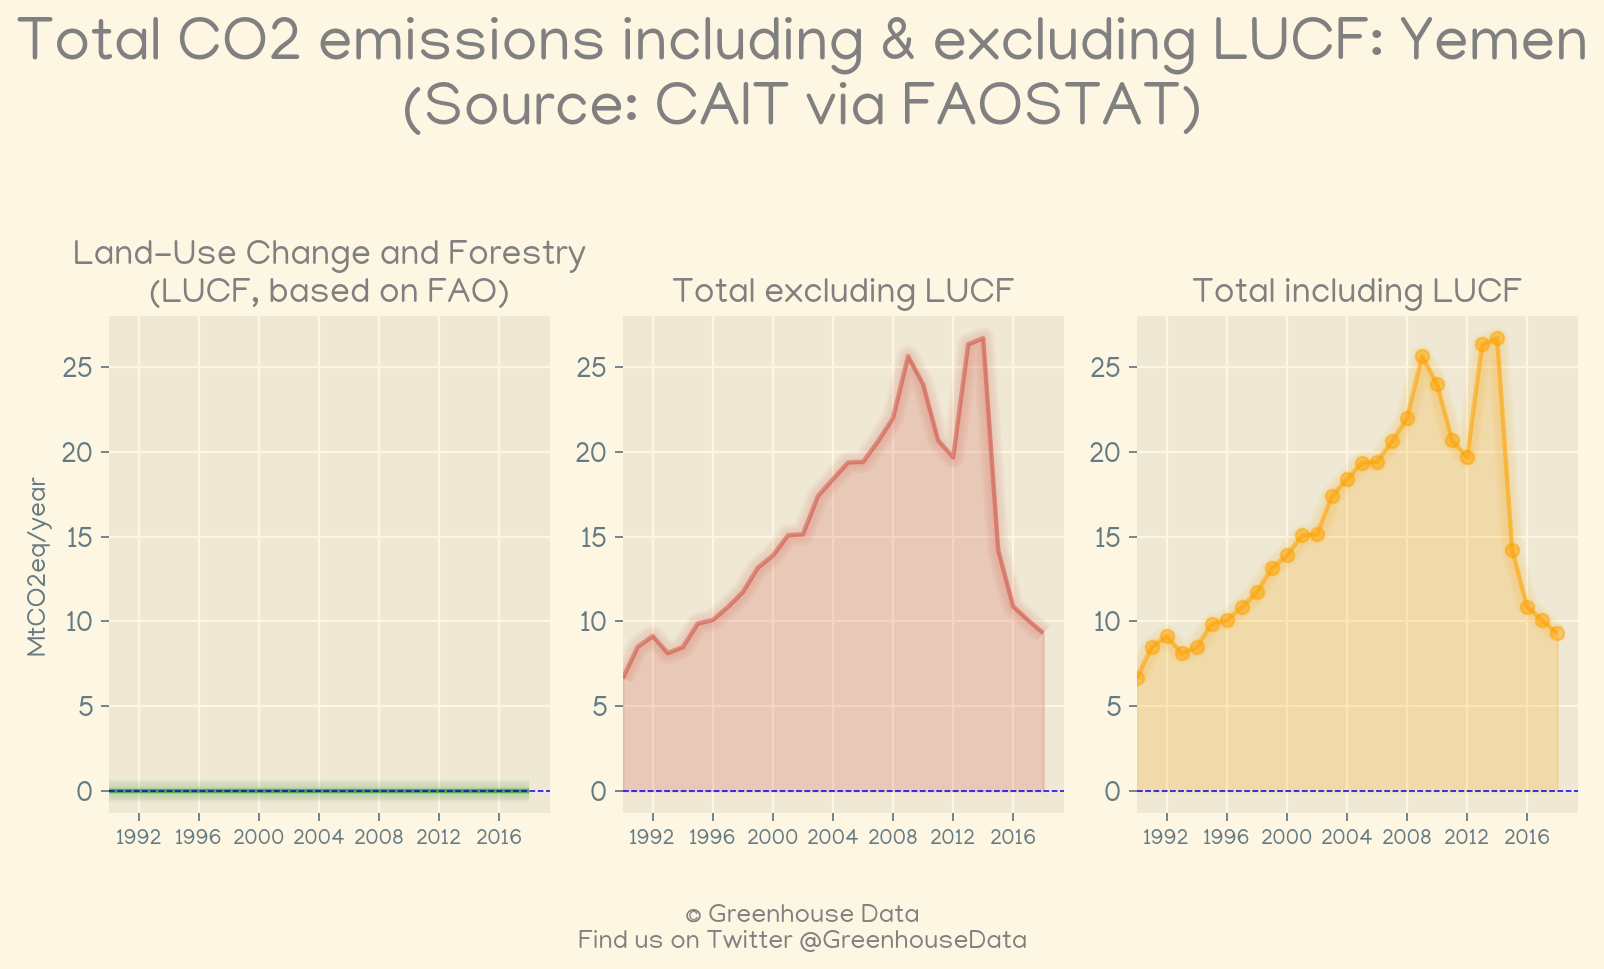 Total CO2 emissions including & excluding LUCF: Yemen
(Source: CAIT via FAOSTAT)
Land-Use Change and Forestry
(LUCF, based on FAO)
MtCO2eq/year
25
20
15
10
5
0
1992 1996 2000 2004 2008 2012 2016
Total excluding LUCF
25
20
15
10
5
0
1992 1996 2000 2004 2008 2012 2016
Total including LUCF
25
20
15
10
5
0
1992 1996 2000 2004 2008 2012 2016
© Greenhouse Data
Find us on Twitter @GreenhouseData